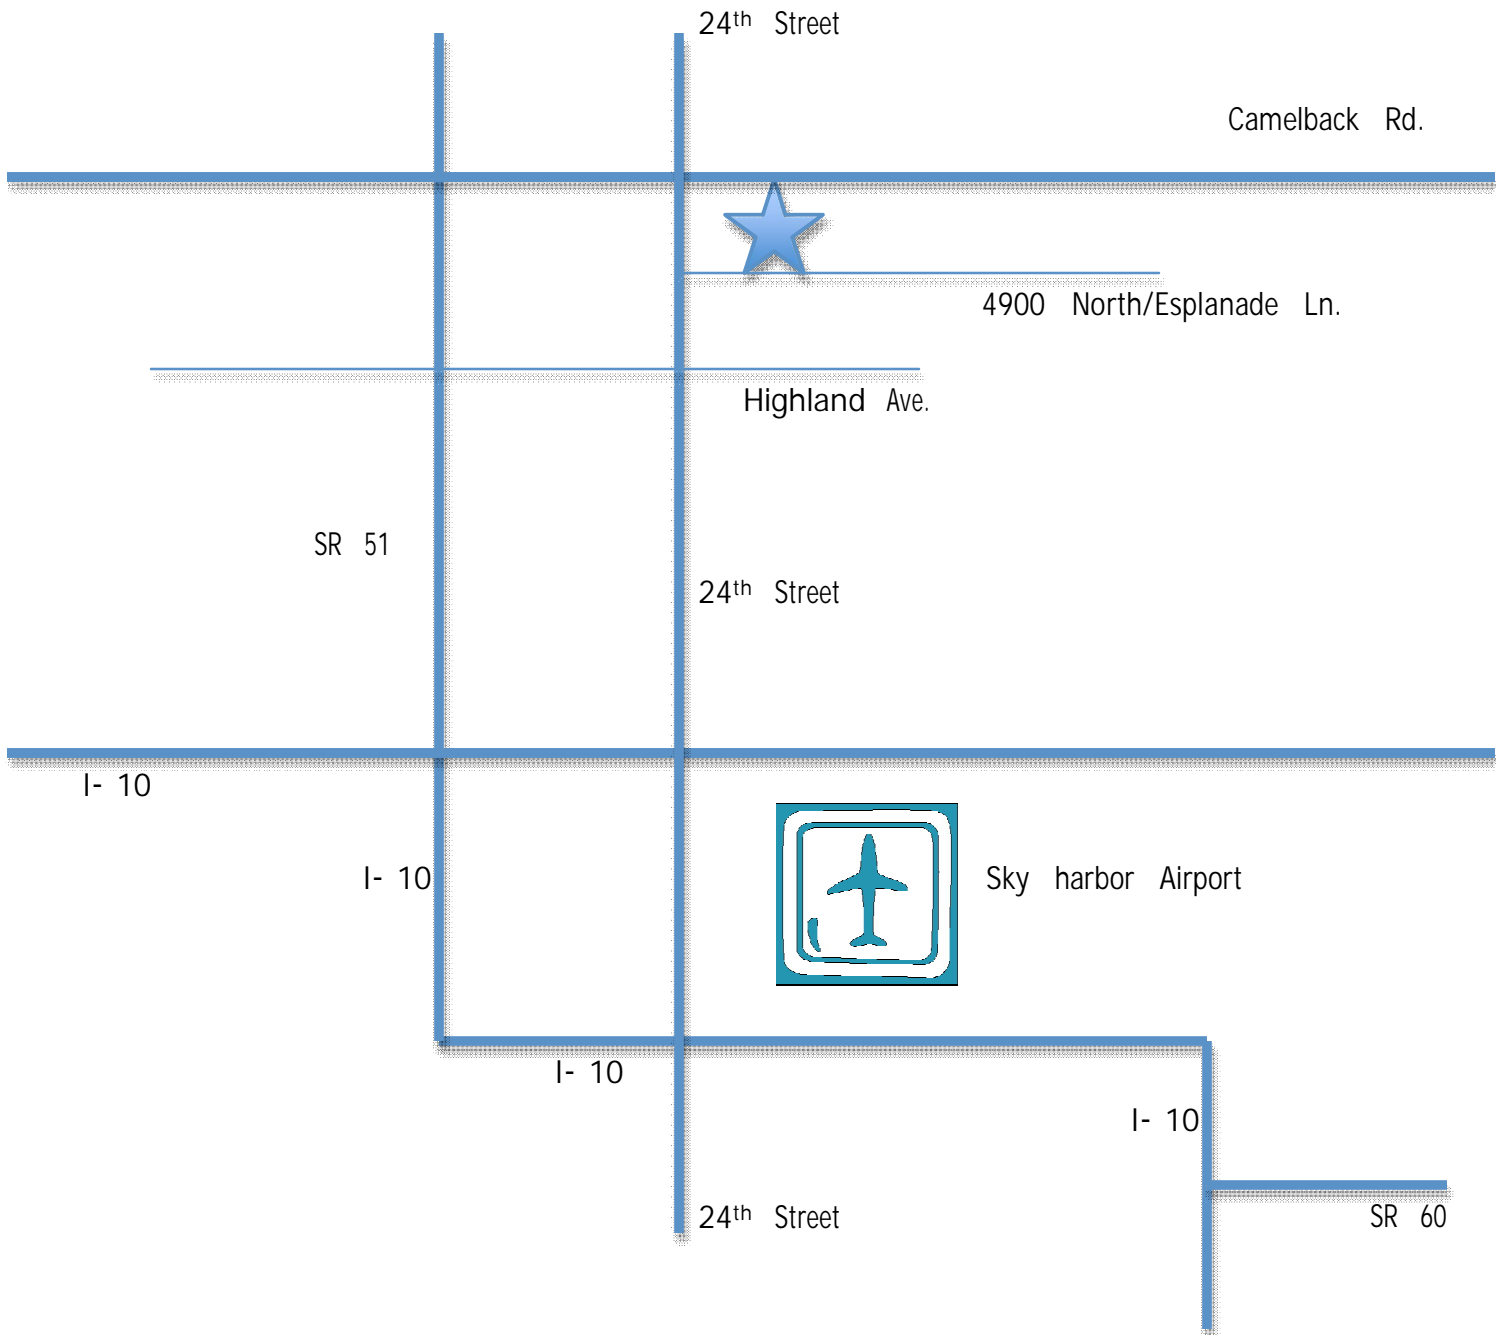 24th Street
Camelback Rd.
4900 North/Esplanade Ln.
Highland Ave.
SR 51
24th Street
I- 10
I- 10
Sky harbor Airport
I- 10
I- 10
24th Street
SR 60